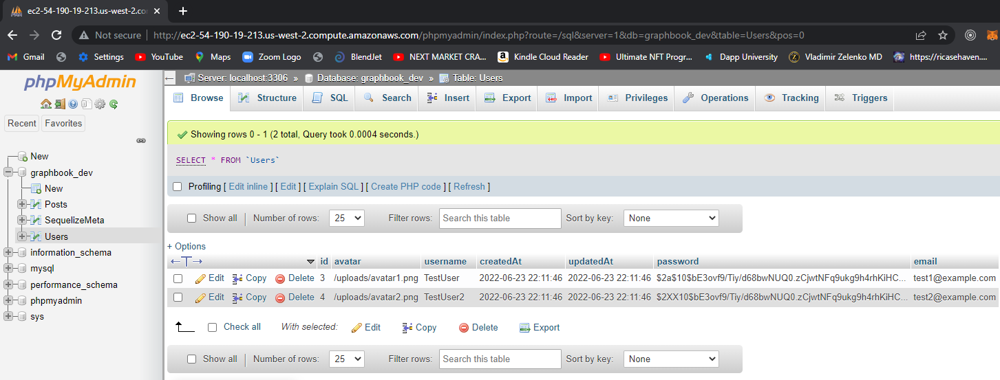 ec2-54-190-19-213.us-west-2.co
Not secure | http://ec2-54-190-19-213.us-west-2.compute.amazonaws.com/phpmyadmin/index.php?route=/sql&server=1&db=graphbook_dev&table=Users&pos=0
Gmail Settings YouTube Maps Zoom Logo BlendJet NEXT MARKET CRA... Kindle Cloud Reader Ultimate NFT Progr... Dapp University Vladimir Zelenko MD https://ricasehaven....
phpMyAdmin
Recent Favorites
New
graphbook_dev
New
Posts
SequelizeMeta
Users
information_schema
mysql
performance_schema
phpmyadmin
sys
Server: localhost:3306 » Database: graphbook_dev » Table: Users
Browse Structure SQL Search Insert Export Import Privileges Operations Tracking Triggers
Showing rows 0 - 1 (2 total, Query took 0.0004 seconds.)
SELECT * FROM `Users`
Profiling [ Edit inline ] [ Edit ] [ Explain SQL ] [ Create PHP code ] [ Refresh ]
Show all | Number of rows: 25 Filter rows: Search this table Sort by key: None
+ Options
←T→ id avatar username createdAt updatedAt password email
Edit Copy Delete 3 /uploads/avatar1.png TestUser 2022-06-23 22:11:46 2022-06-23 22:11:46 $2a$10$bE3ovf9/Tiy/d68bwNUQ0.zCjwtNFq9ukg9h4rhKiHC... test1@example.com
Edit Copy Delete 4 /uploads/avatar2.png TestUser2 2022-06-23 22:11:46 2022-06-23 22:11:46 $2XX10$bE3ovf9/Tiy/d68bwNUQ0.zCjwtNFq9ukg9h4rhKiHC... test2@example.com
Check all With selected: Edit Copy Delete Export
Show all | Number of rows: 25 Filter rows: Search this table Sort by key: None